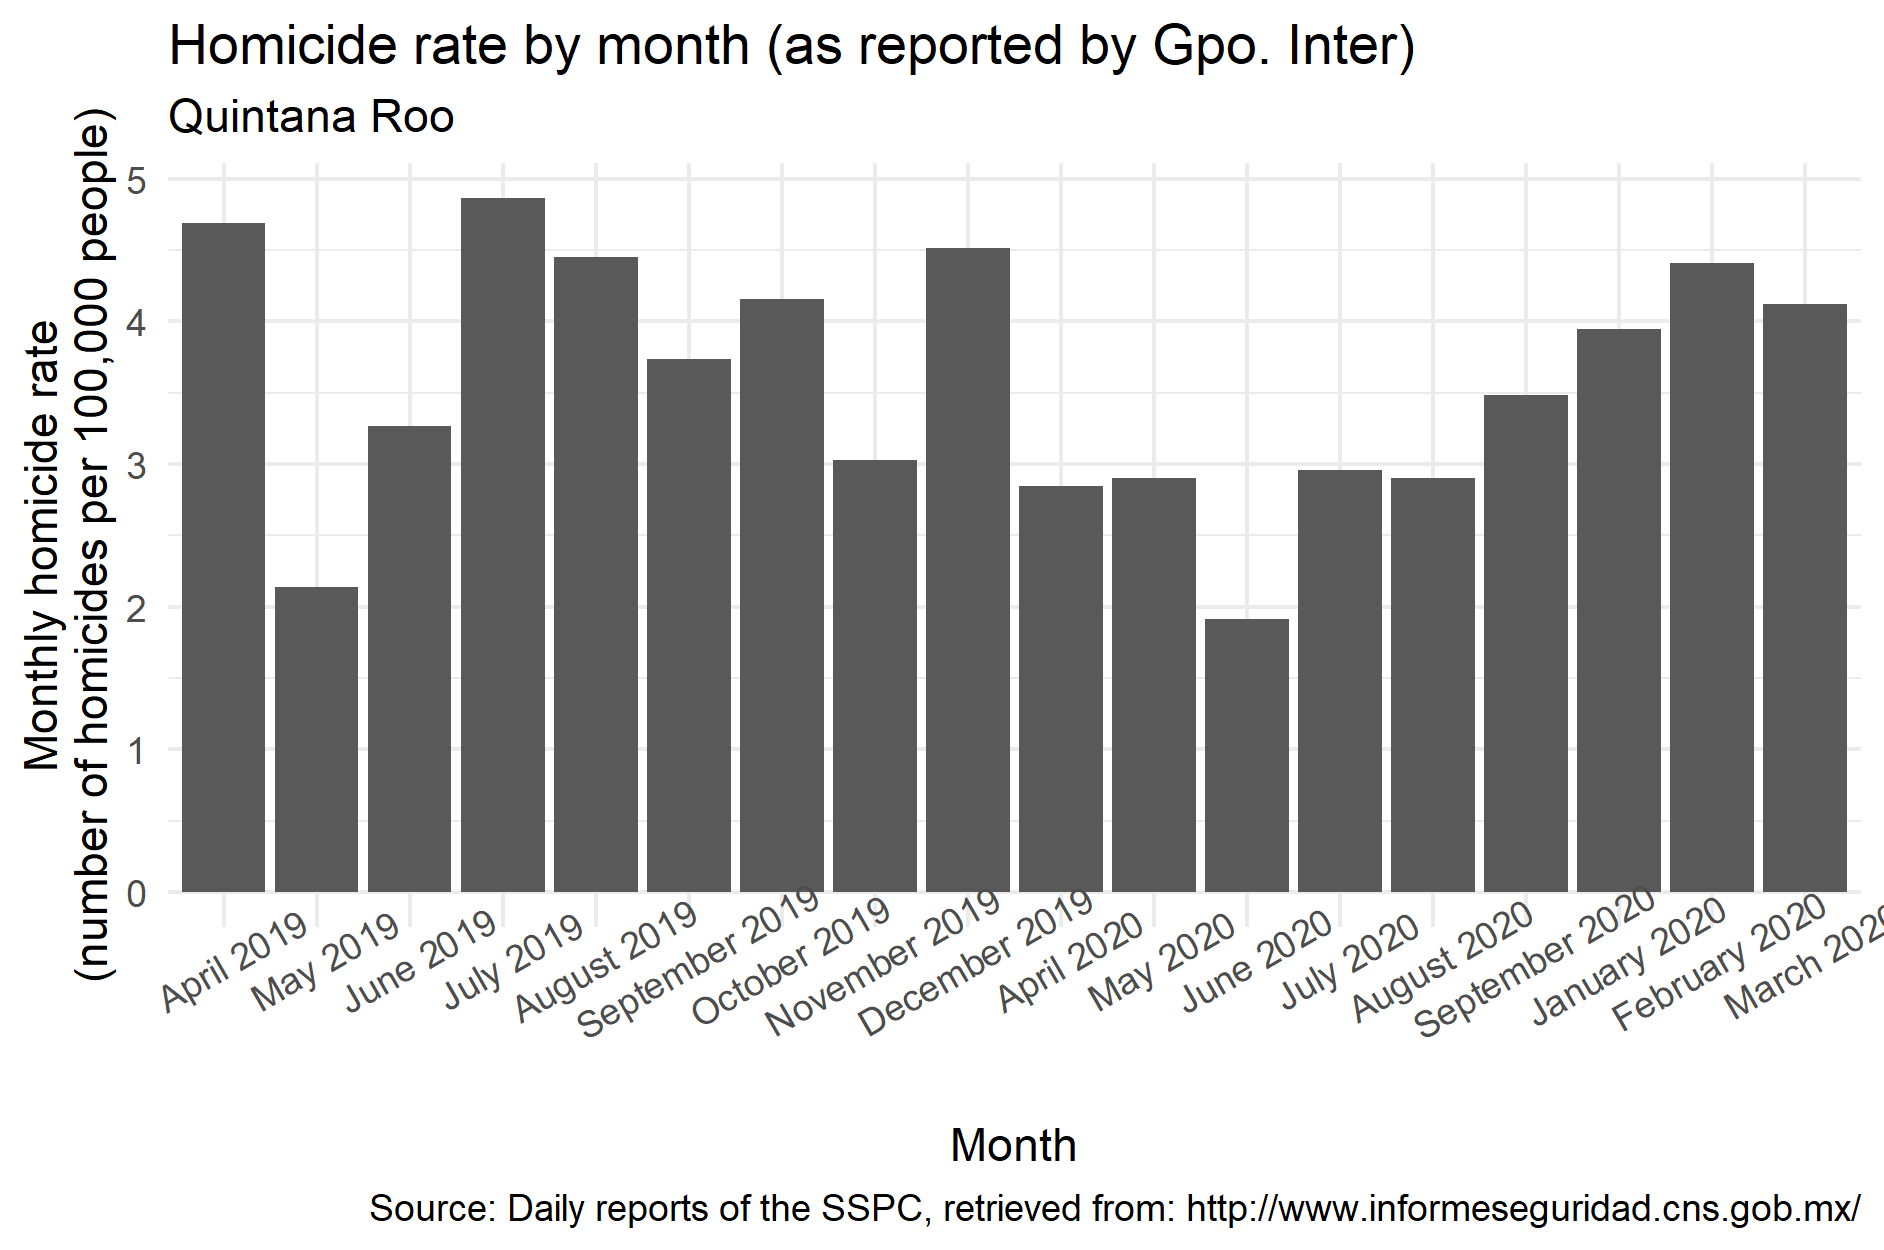 Homicide rate by month (as reported by Gpo. Inter)
Quintana Roo
Monthly homicide rate
(number of homicides per 100,000 people)
5
4
3
2
1
0
April 2019
May 2019
June 2019
July 2019
August 2019
September 2019
October 2019
November 2019
December 2019
April 2020
May 2020
June 2020
July 2020
August 2020
September 2020
January 2020
February 2020
March 2020
Month
Source: Daily reports of the SSPC, retrieved from: http://www.informeseguridad.cns.gob.mx/